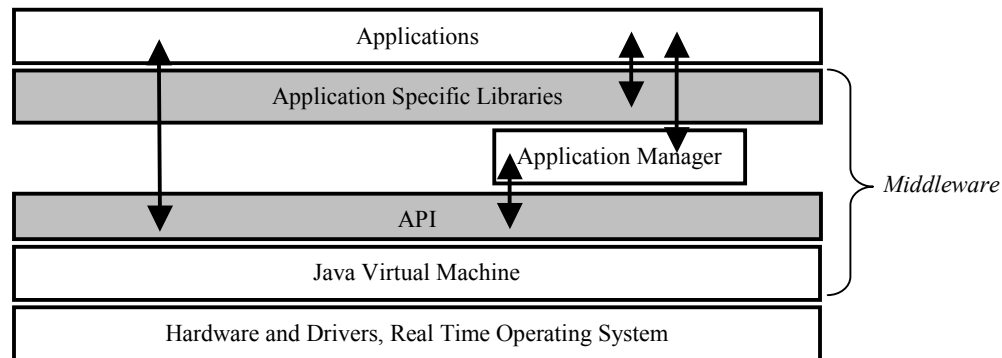 Applications
Application Specific Libraries
Application Manager
Middleware
API
Java Virtual Machine
Hardware and Drivers, Real Time Operating System